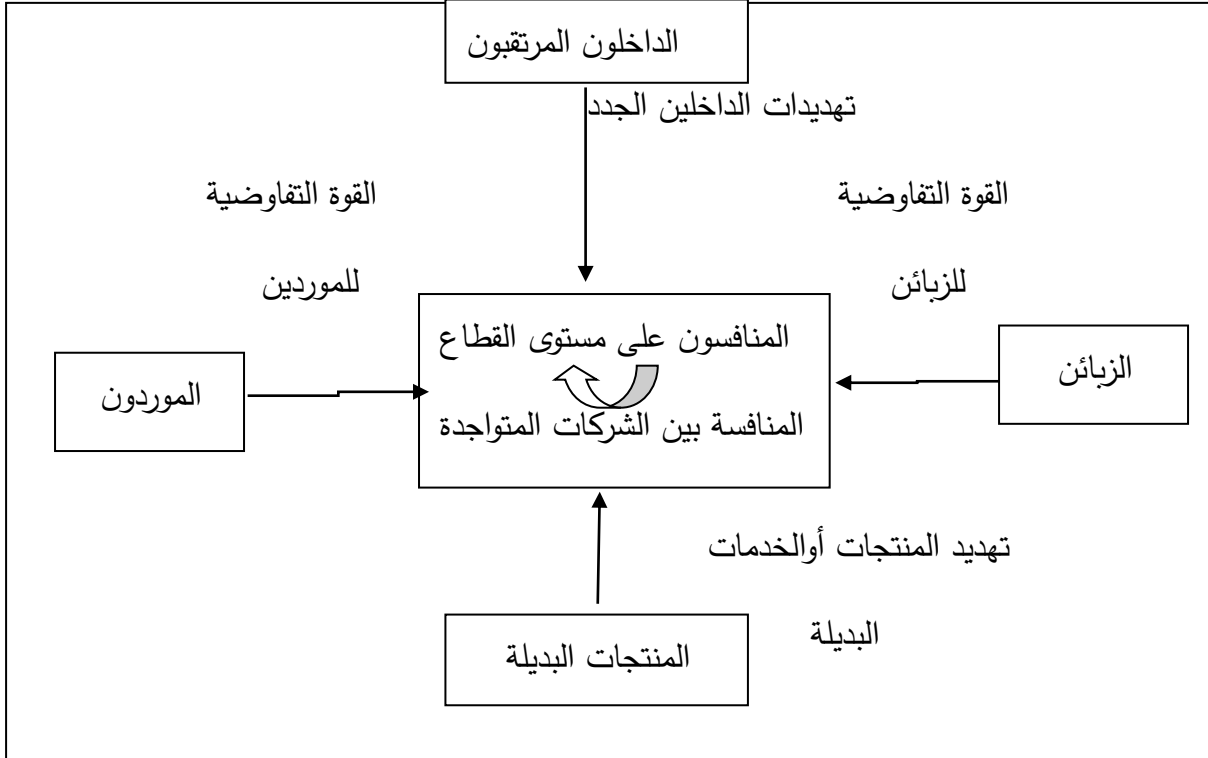 الداخلون المرتقبون
تهديدات الداخلين الجدد
القوة التفاوضية
للزبائن
القوة التفاوضية
للموردين
المنافسون على مستوى القطاع
المنافسة بين الشركات المتواجدة
الزبائن
الموردون
تهديد المنتجات أوالخدمات
البديلة
المنتجات البديلة